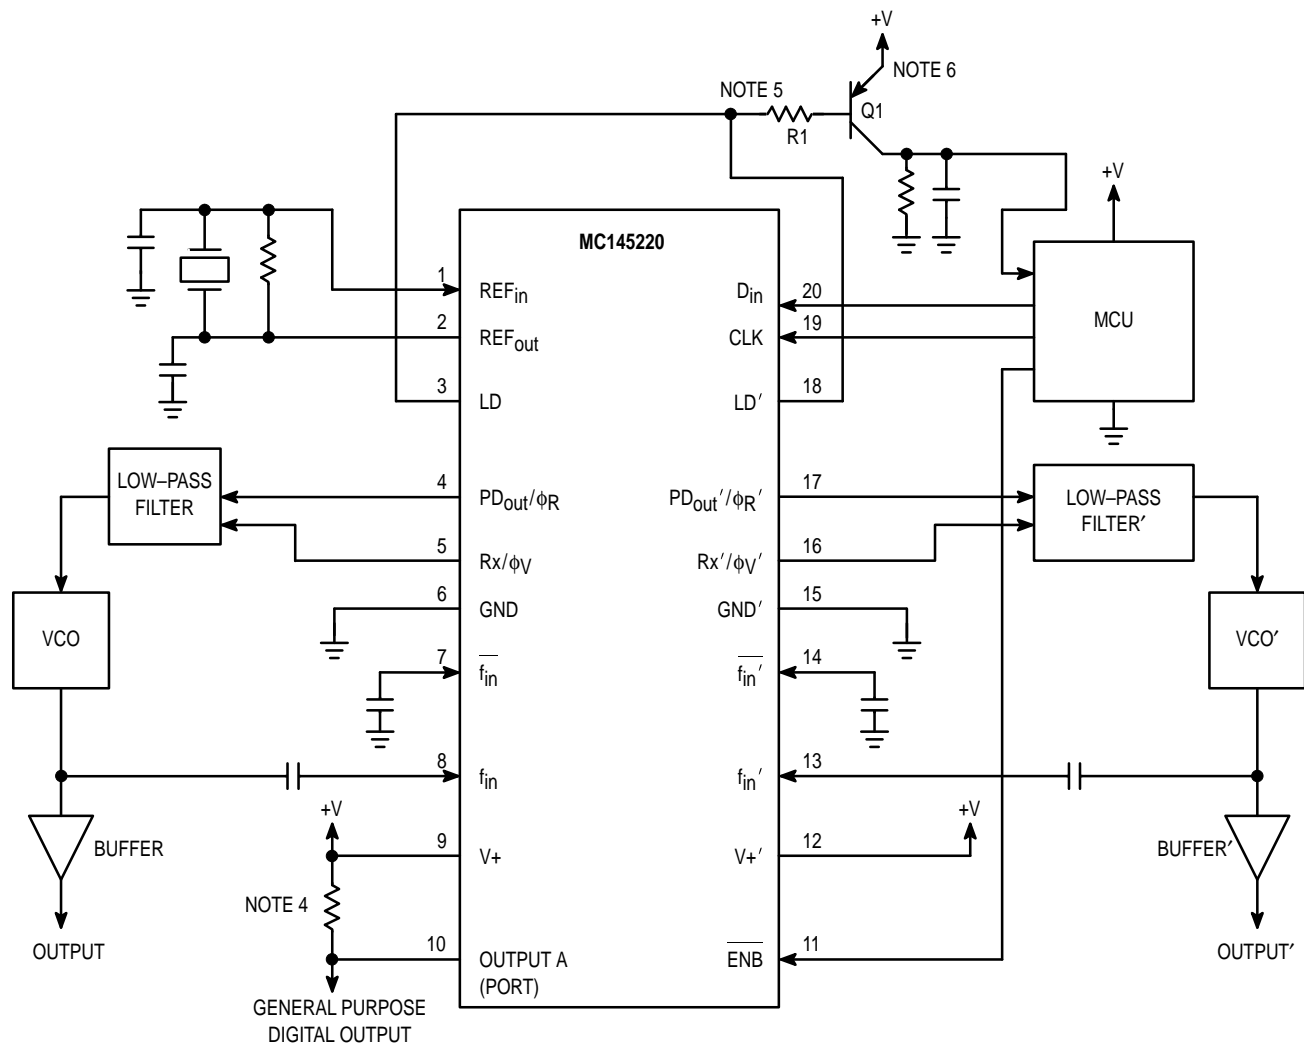 +V
NOTE 6
NOTE 5
Q1
R1
+V
MC145220
1
REFin
Din
20
MCU
2
REFout
CLK
19
3
LD
LD′
18
LOW–PASS
FILTER
4
PDout/ϕR
PDout′/ϕR′
17
LOW–PASS
FILTER′
5
Rx/ϕV
Rx′/ϕV′
16
6
GND
GND′
15
VCO
VCO′
7
fin
fin′
14
8
fin
fin′
13
+V
+V
BUFFER
9
V+
V+′
12
BUFFER′
NOTE 4
OUTPUT
10
OUTPUT A
(PORT)
ENB
11
OUTPUT′
GENERAL PURPOSE
DIGITAL OUTPUT